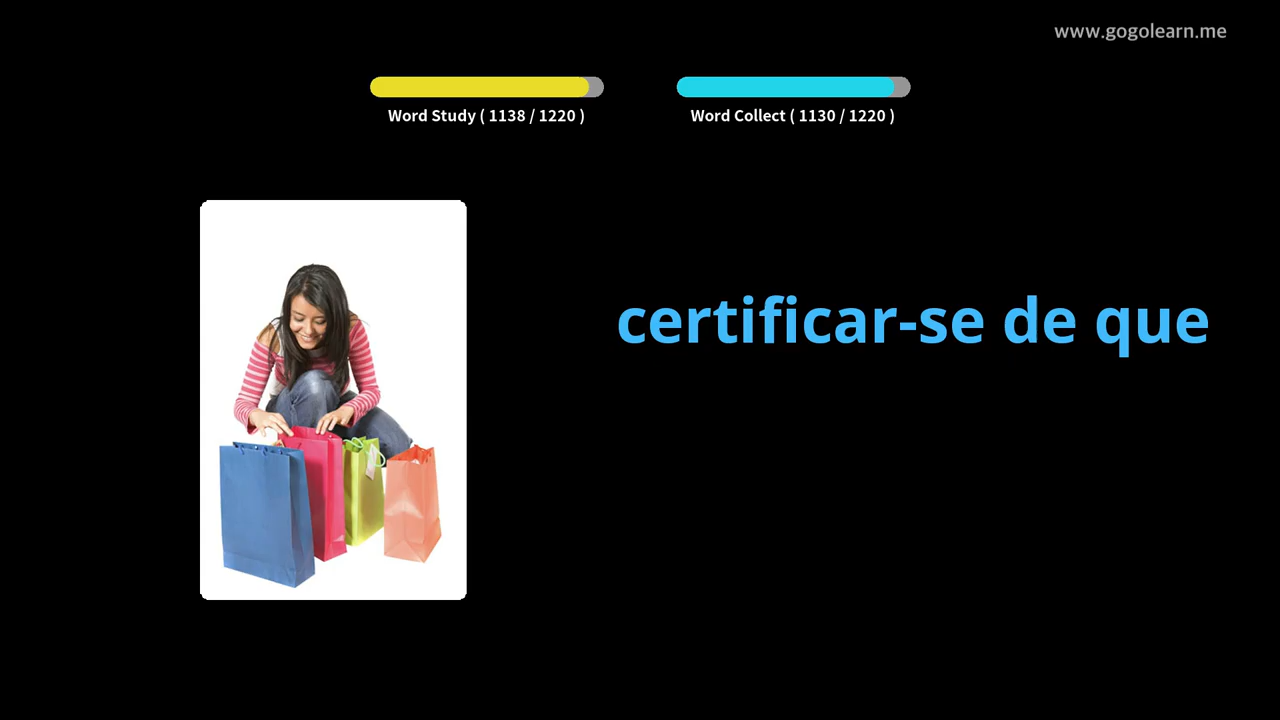 www.gogolearn.me
Word Study ( 1138 / 1220 )
Word Collect ( 1130 / 1220 )
certificar-se de que